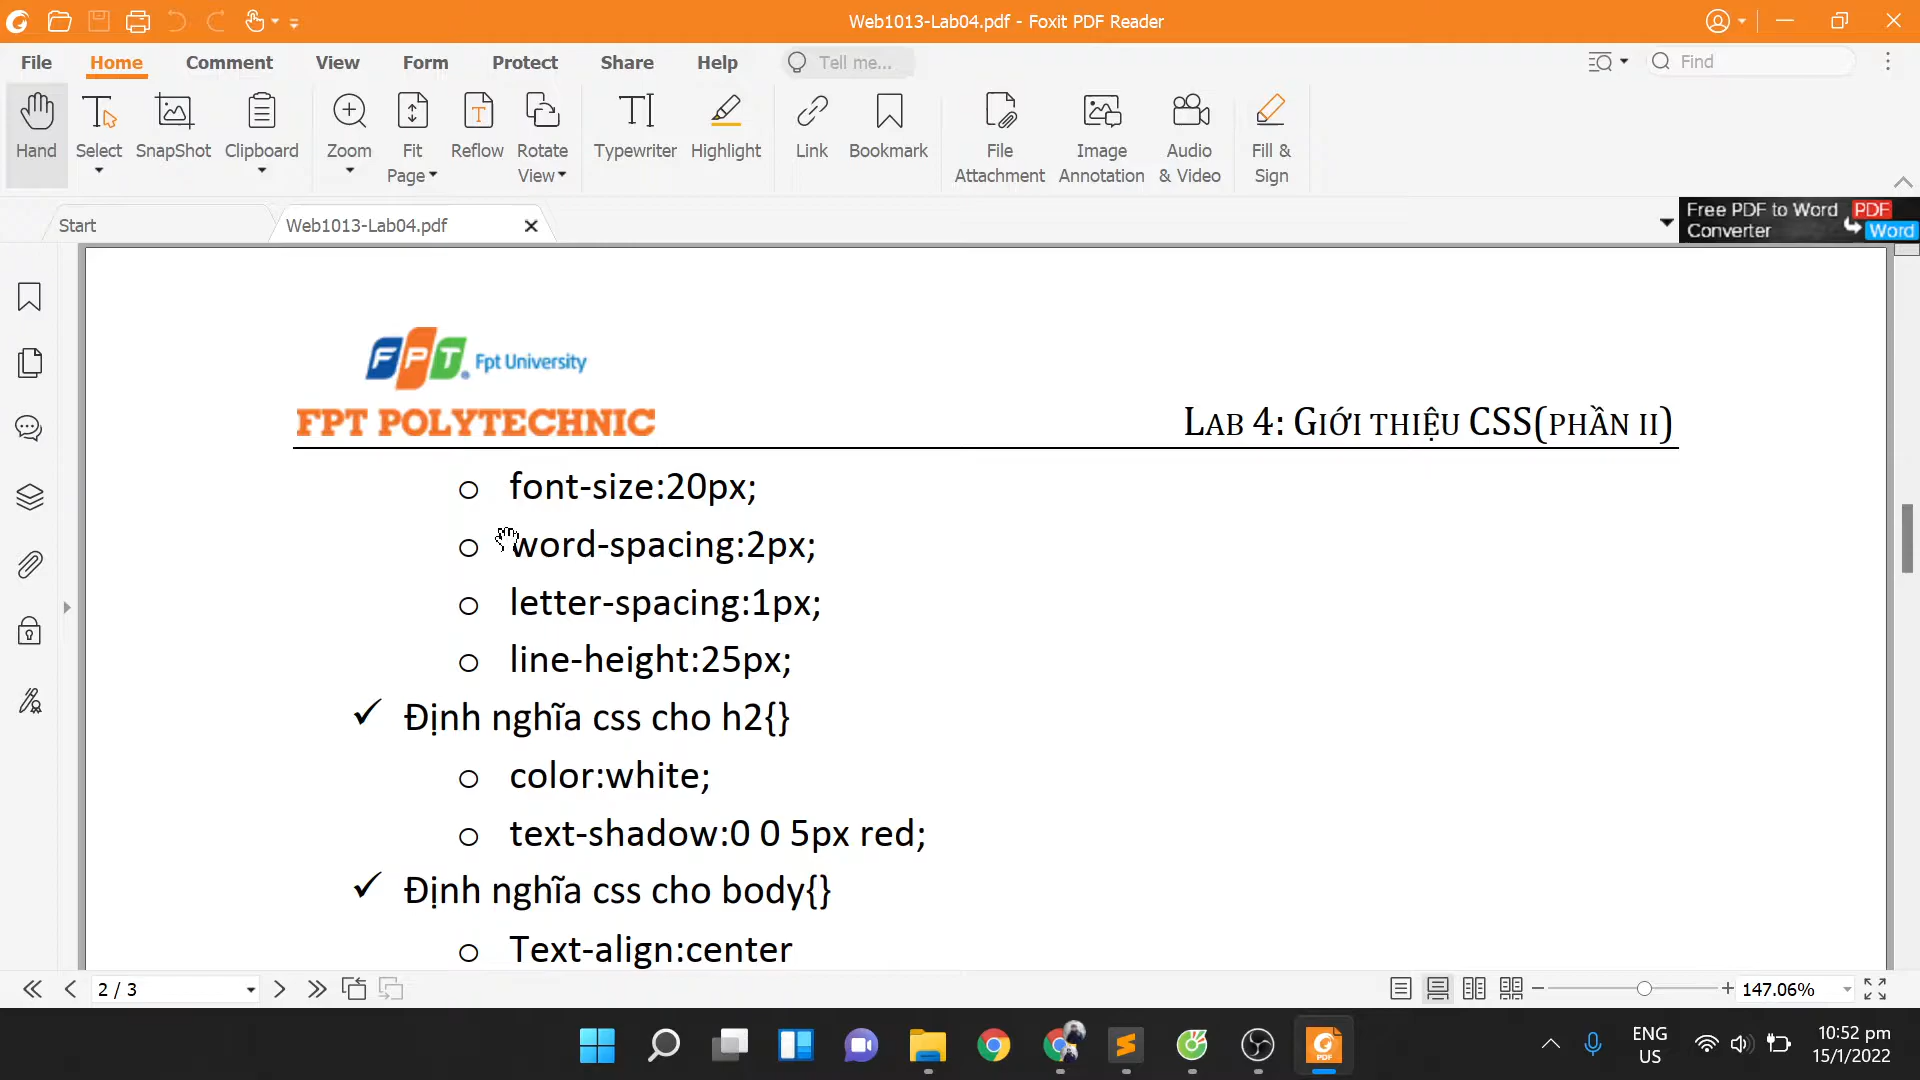 Web1013-Lab04.pdf - Foxit PDF Reader
File Home Comment View Form Protect Share Help Tell me... Find
Hand Select SnapShot Clipboard Zoom Fit Page Reflow Rotate View Typewriter Highlight Link Bookmark File Attachment Image Annotation Audio & Video Fill & Sign
Start Web1013-Lab04.pdf
Free PDF to Word PDF
Converter Word
FPT. Fpt University
FPT POLYTECHNIC
LAB 4: GIỚI THIỆU CSS(PHẦN II)
o font-size:20px;
o word-spacing:2px;
o letter-spacing:1px;
o line-height:25px;
✓ Định nghĩa css cho h2{}
o color:white;
o text-shadow:0 0 5px red;
✓ Định nghĩa css cho body{}
o Text-align:center
2 / 3 147.06%
PDF
ENG
US
10:52 pm
15/1/2022